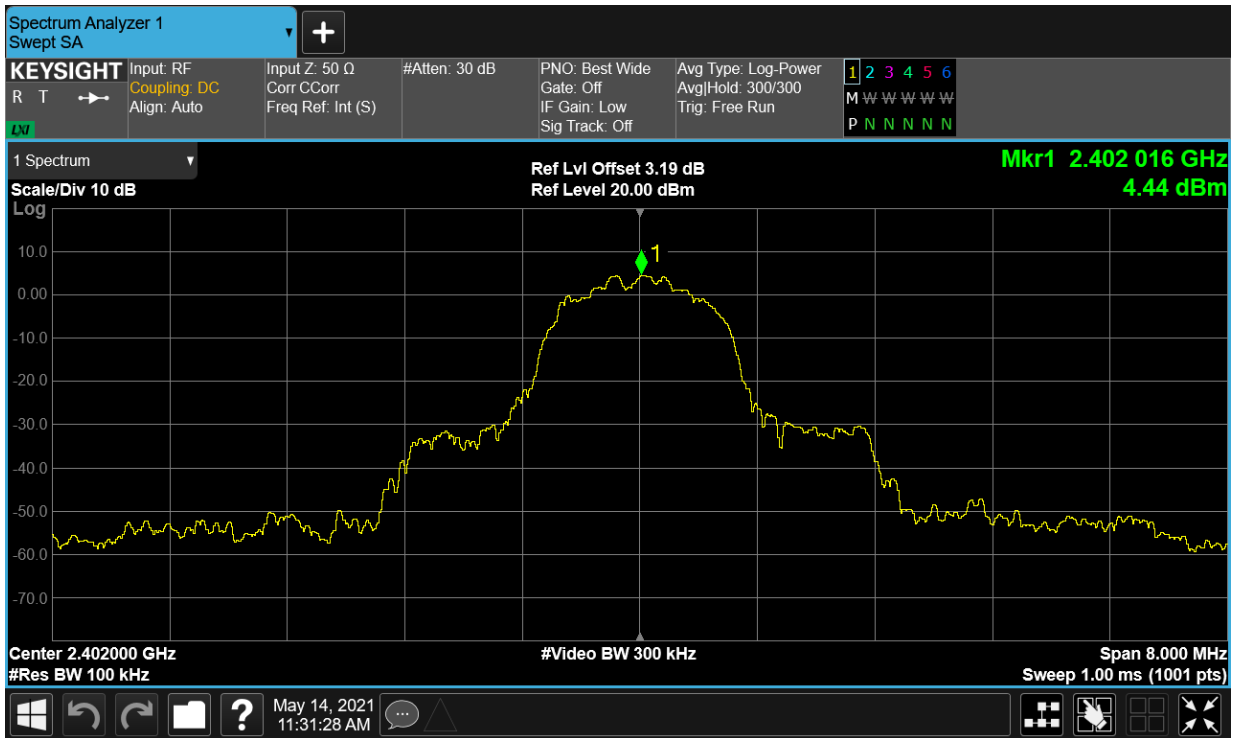 Spectrum Analyzer 1
Swept SA
KEYSIGHT
R T
LXI
Input: RF
Coupling: DC
Align: Auto
Input Z: 50 Ω
Corr CCorr
Freq Ref: Int (S)
#Atten: 30 dB
PNO: Best Wide
Gate: Off
IF Gain: Low
Sig Track: Off
Avg Type: Log-Power
Avg|Hold: 300/300
Trig: Free Run
1 2 3 4 5 6
M W W W W W
P N N N N N
1 Spectrum
Scale/Div 10 dB
Log
Ref Lvl Offset 3.19 dB
Ref Level 20.00 dBm
Mkr1 2.402 016 GHz
4.44 dBm
1
10.0
0.00
-10.0
-20.0
-30.0
-40.0
-50.0
-60.0
-70.0
Center 2.402000 GHz
#Res BW 100 kHz
#Video BW 300 kHz
Span 8.000 MHz
Sweep 1.00 ms (1001 pts)
?
May 14, 2021
11:31:28 AM